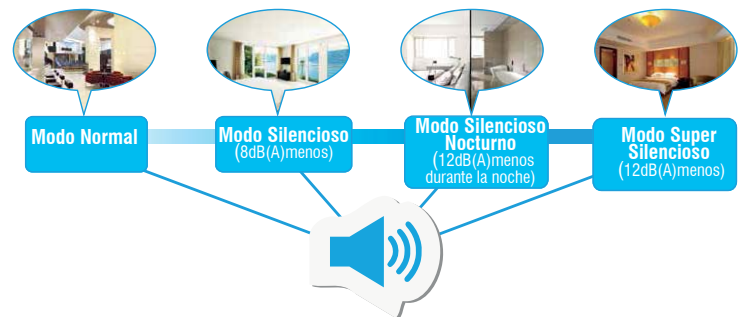 Modo Normal
Modo Silencioso
(8dB(A)menos)
Modo Silencioso
Nocturno
(12dB(A)menos
durante la noche)
Modo Super
Silencioso
(12dB(A)menos)